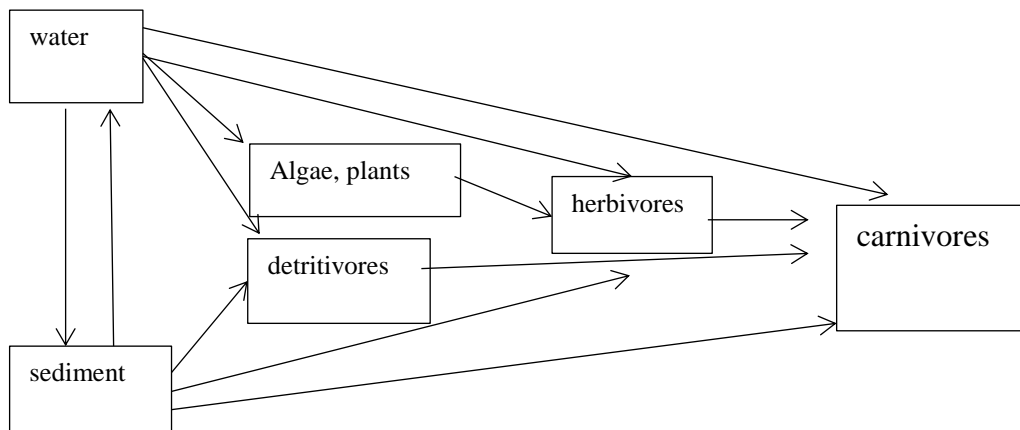 water
Algae, plants
herbivores
carnivores
detritivores
sediment